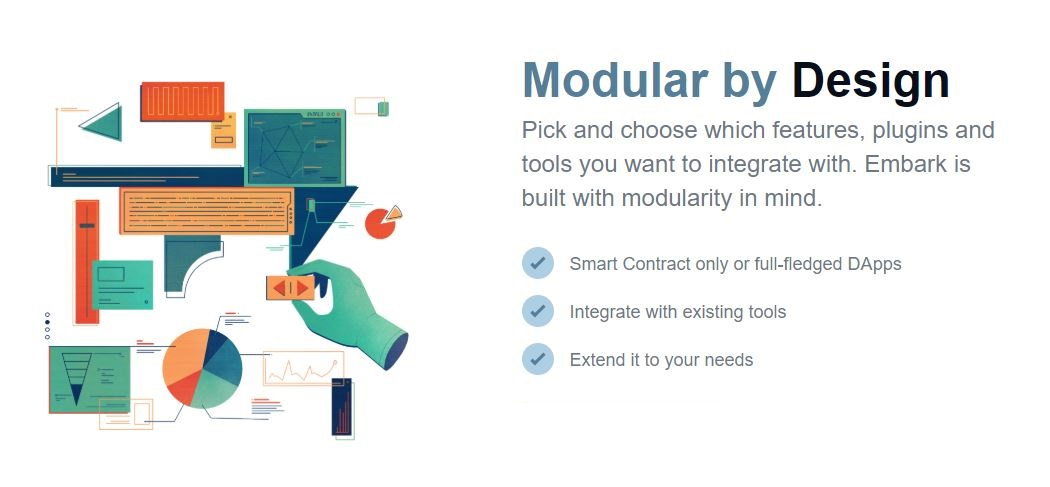 Modular by Design
Pick and choose which features, plugins and
tools you want to integrate with. Embark is
built with modularity in mind.
Smart Contract only or full-fledged DApps
Integrate with existing tools
Extend it to your needs